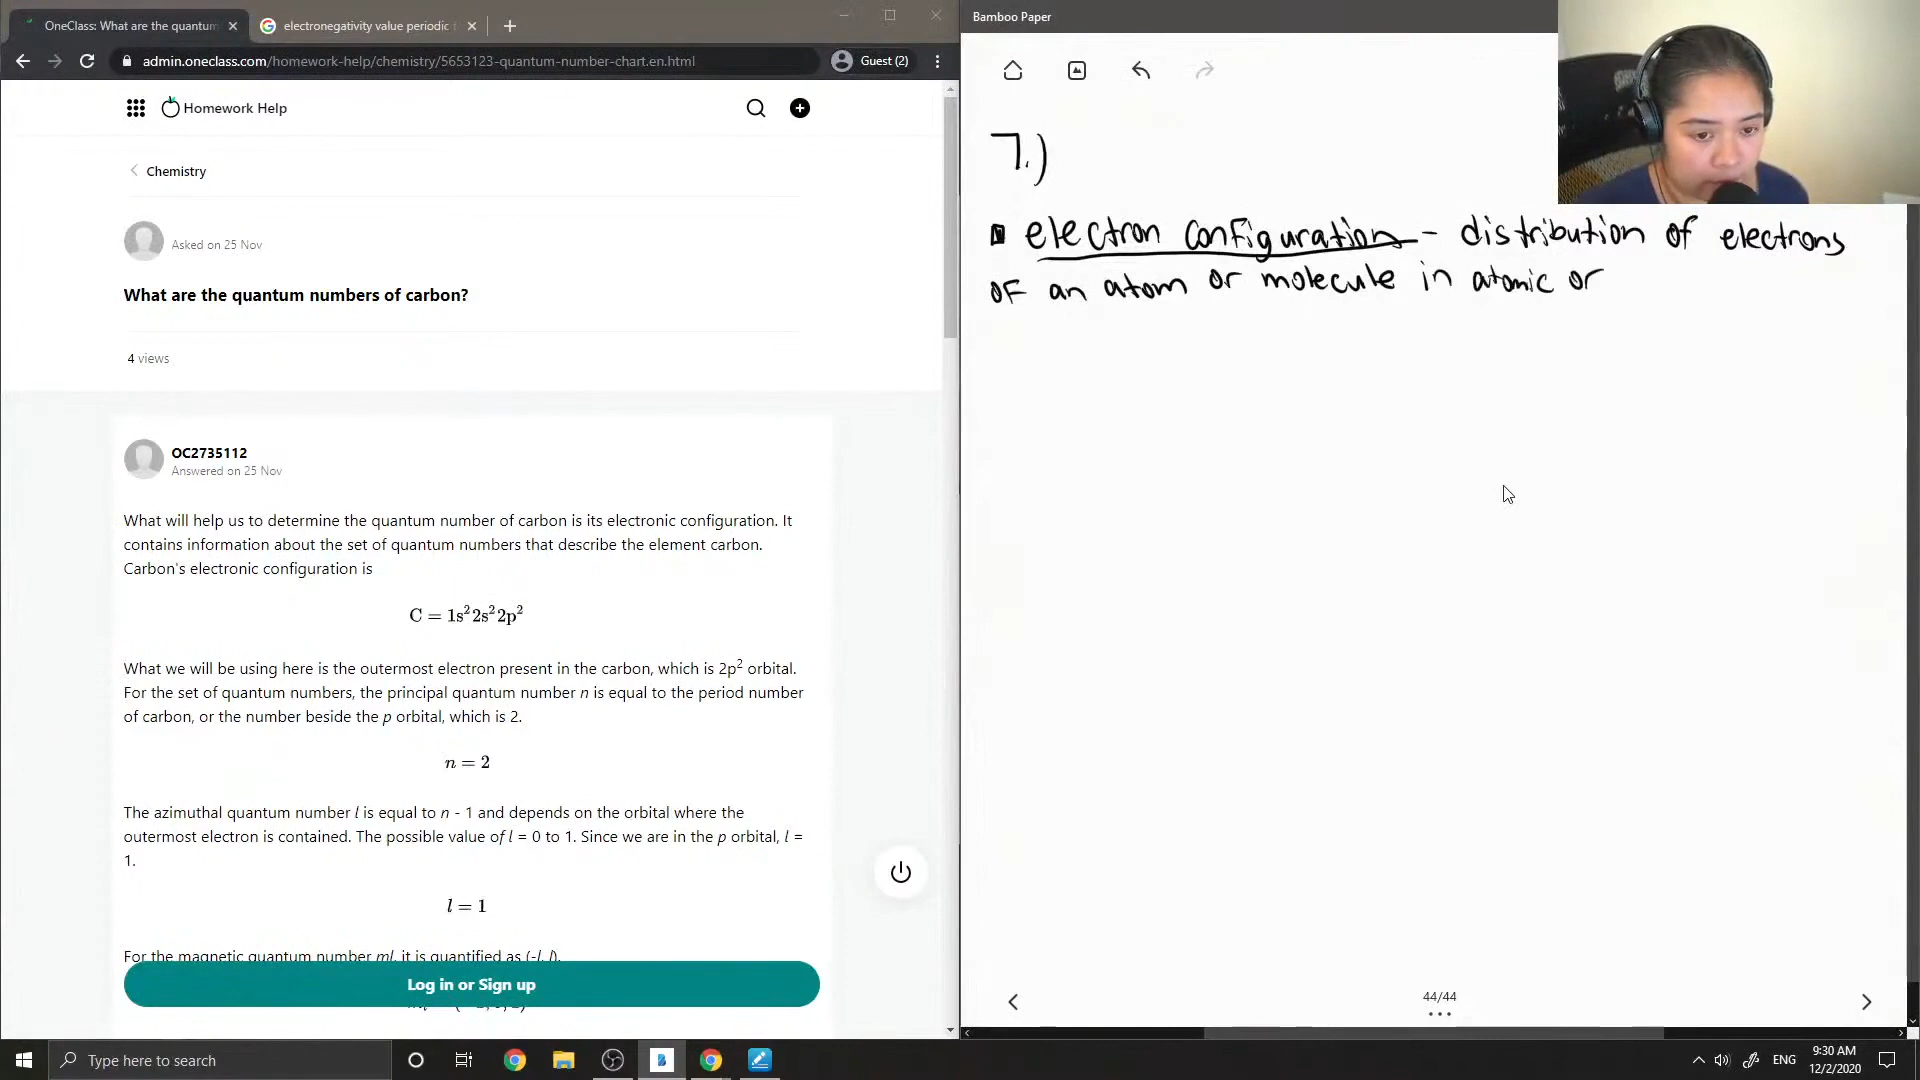 OneClass: What are the quantum
electronegativity value periodic
admin.oneclass.com/homework-help/chemistry/5653123-quantum-number-chart.en.html
Guest (2)
Homework Help
Chemistry
Asked on 25 Nov
What are the quantum numbers of carbon?
4 views
OC2735112
Answered on 25 Nov
What will help us to determine the quantum number of carbon is its electronic configuration. It
contains information about the set of quantum numbers that describe the element carbon.
Carbon's electronic configuration is
C = 1s²2s²2p²
What we will be using here is the outermost electron present in the carbon, which is 2p² orbital.
For the set of quantum numbers, the principal quantum number n is equal to the period number
of carbon, or the number beside the p orbital, which is 2.
n = 2
The azimuthal quantum number l is equal to n - 1 and depends on the orbital where the
outermost electron is contained. The possible value of l = 0 to 1. Since we are in the p orbital, l =
1.
l = 1
For the magnetic quantum number ml, it is quantified as (-l, l).
Log in or Sign up
Bamboo Paper
7.)
electron configuration - distribution of electrons
of an atom or molecule in atomic or
44/44
Type here to search
ENG
9:30 AM
12/2/2020